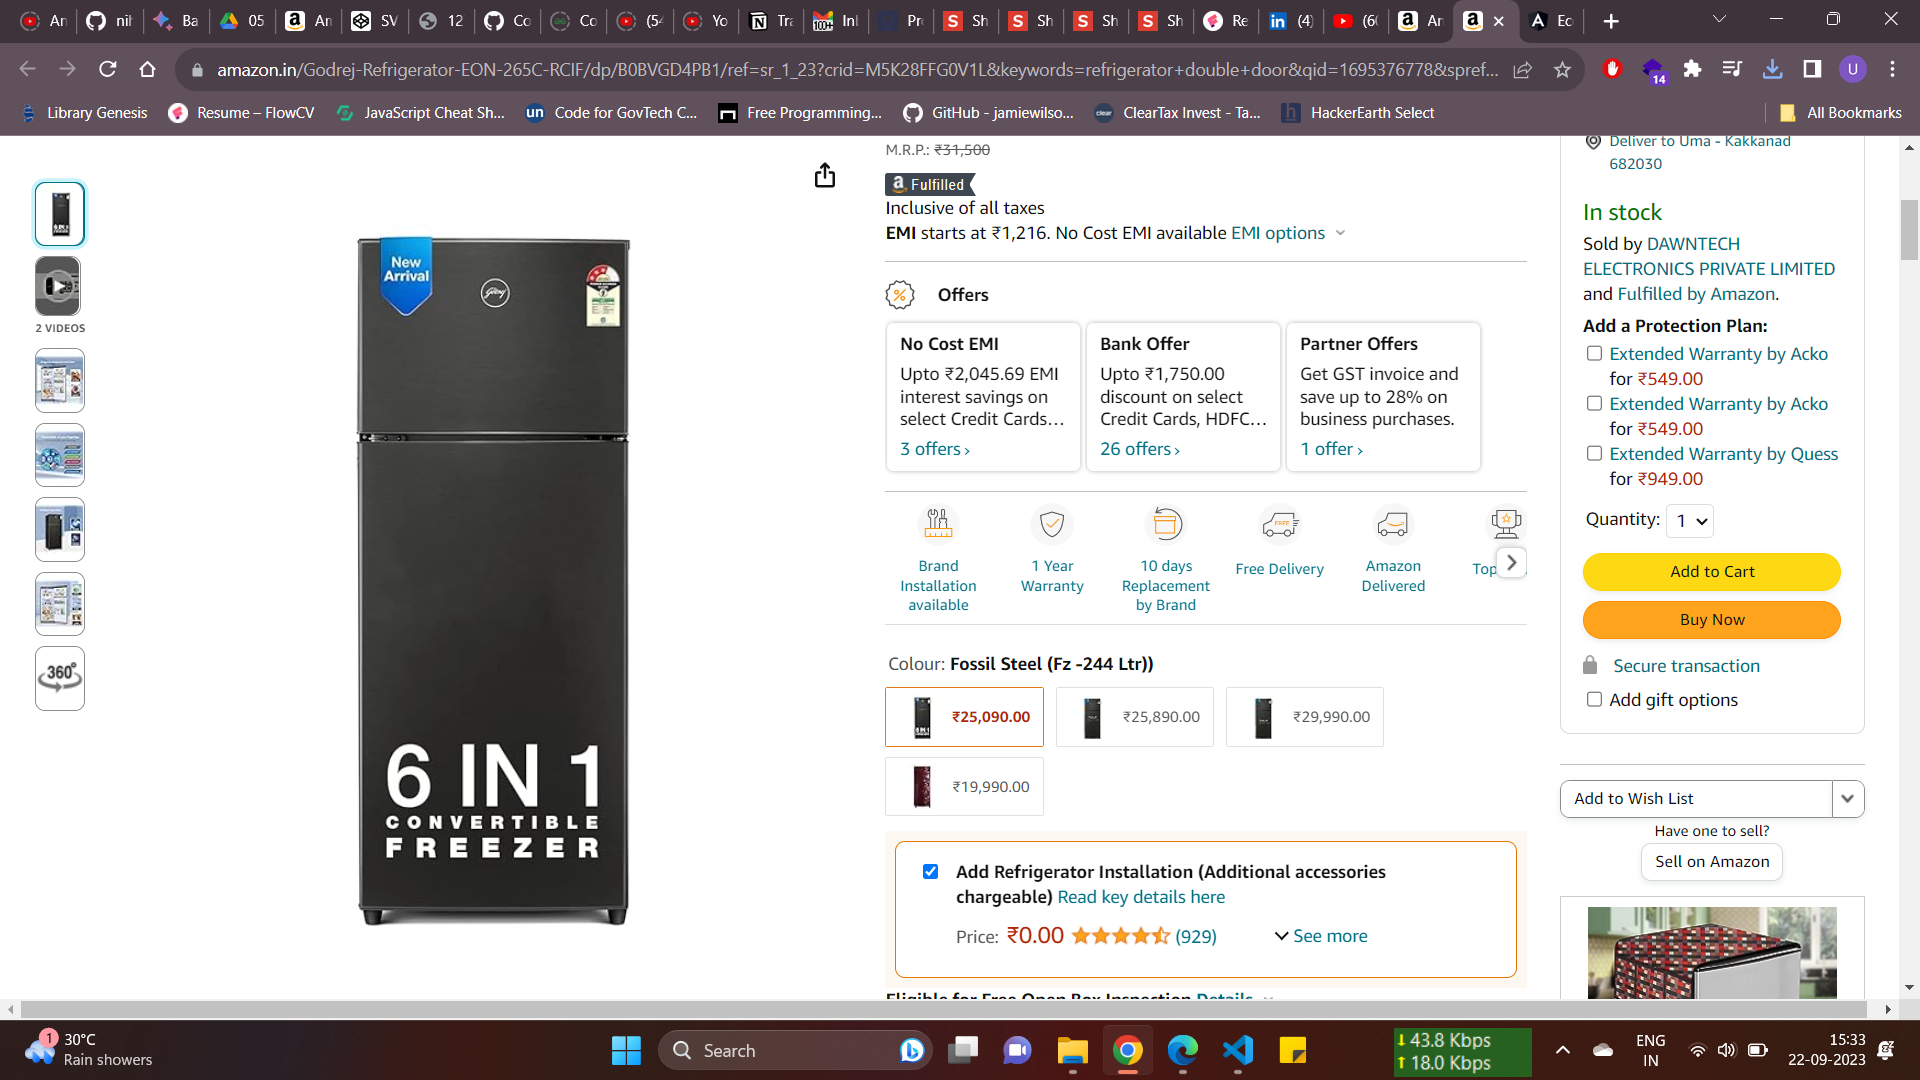 An
nih
Ba
05
An
SV
12
Co
Co
(54
Yo
Tra
Inl
Pr
Sh
Sh
Sh
Sh
Re
(4)
(60
An
Ec
amazon.in/Godrej-Refrigerator-EON-265C-RCIF/dp/B0BVGD4PB1/ref=sr_1_23?crid=M5K28FFG0V1L&keywords=refrigerator+double+door&qid=1695376778&spref...
14
U
Library Genesis
Resume – FlowCV
JavaScript Cheat Sh...
Code for GovTech C...
Free Programming...
GitHub - jamiewilso...
ClearTax Invest - Ta...
HackerEarth Select
All Bookmarks
2 VIDEOS
360°
New
Arrival
Godrej
6 IN 1
CONVERTIBLE
FREEZER
M.R.P.: ₹31,500
Fulfilled
Inclusive of all taxes
EMI starts at ₹1,216. No Cost EMI available EMI options
Offers
No Cost EMI
Upto ₹2,045.69 EMI
interest savings on
select Credit Cards...
3 offers ›
Bank Offer
Upto ₹1,750.00
discount on select
Credit Cards, HDFC...
26 offers ›
Partner Offers
Get GST invoice and
save up to 28% on
business purchases.
1 offer ›
Brand
Installation
available
1 Year
Warranty
10 days
Replacement
by Brand
FREE
Free Delivery
Amazon
Delivered
Top
Colour: Fossil Steel (Fz -244 Ltr))
₹25,090.00
₹25,890.00
₹29,990.00
₹19,990.00
Add Refrigerator Installation (Additional accessories
chargeable) Read key details here
Price: ₹0.00 (929)
See more
Eligible for Free Open Box Inspection Details
Deliver to Uma - Kakkanad
682030
In stock
Sold by DAWNTECH
ELECTRONICS PRIVATE LIMITED
and Fulfilled by Amazon.
Add a Protection Plan:
Extended Warranty by Acko
for ₹549.00
Extended Warranty by Acko
for ₹549.00
Extended Warranty by Quess
for ₹949.00
Quantity: 1
Add to Cart
Buy Now
Secure transaction
Add gift options
Add to Wish List
Have one to sell?
Sell on Amazon
1
30°C
Rain showers
Search
43.8 Kbps
18.0 Kbps
ENG
IN
15:33
22-09-2023